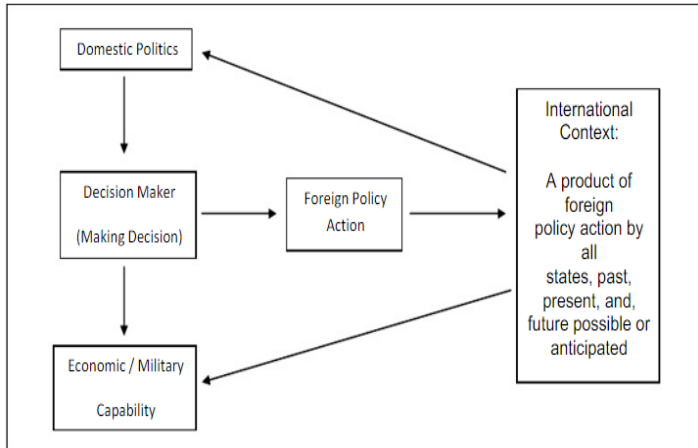 Domestic Politics
Decision Maker
(Making Decision)
Foreign Policy
Action
Economic / Military
Capability
International
Context:
A product of
foreign
policy action by
all
states, past,
present, and,
future possible or
anticipated